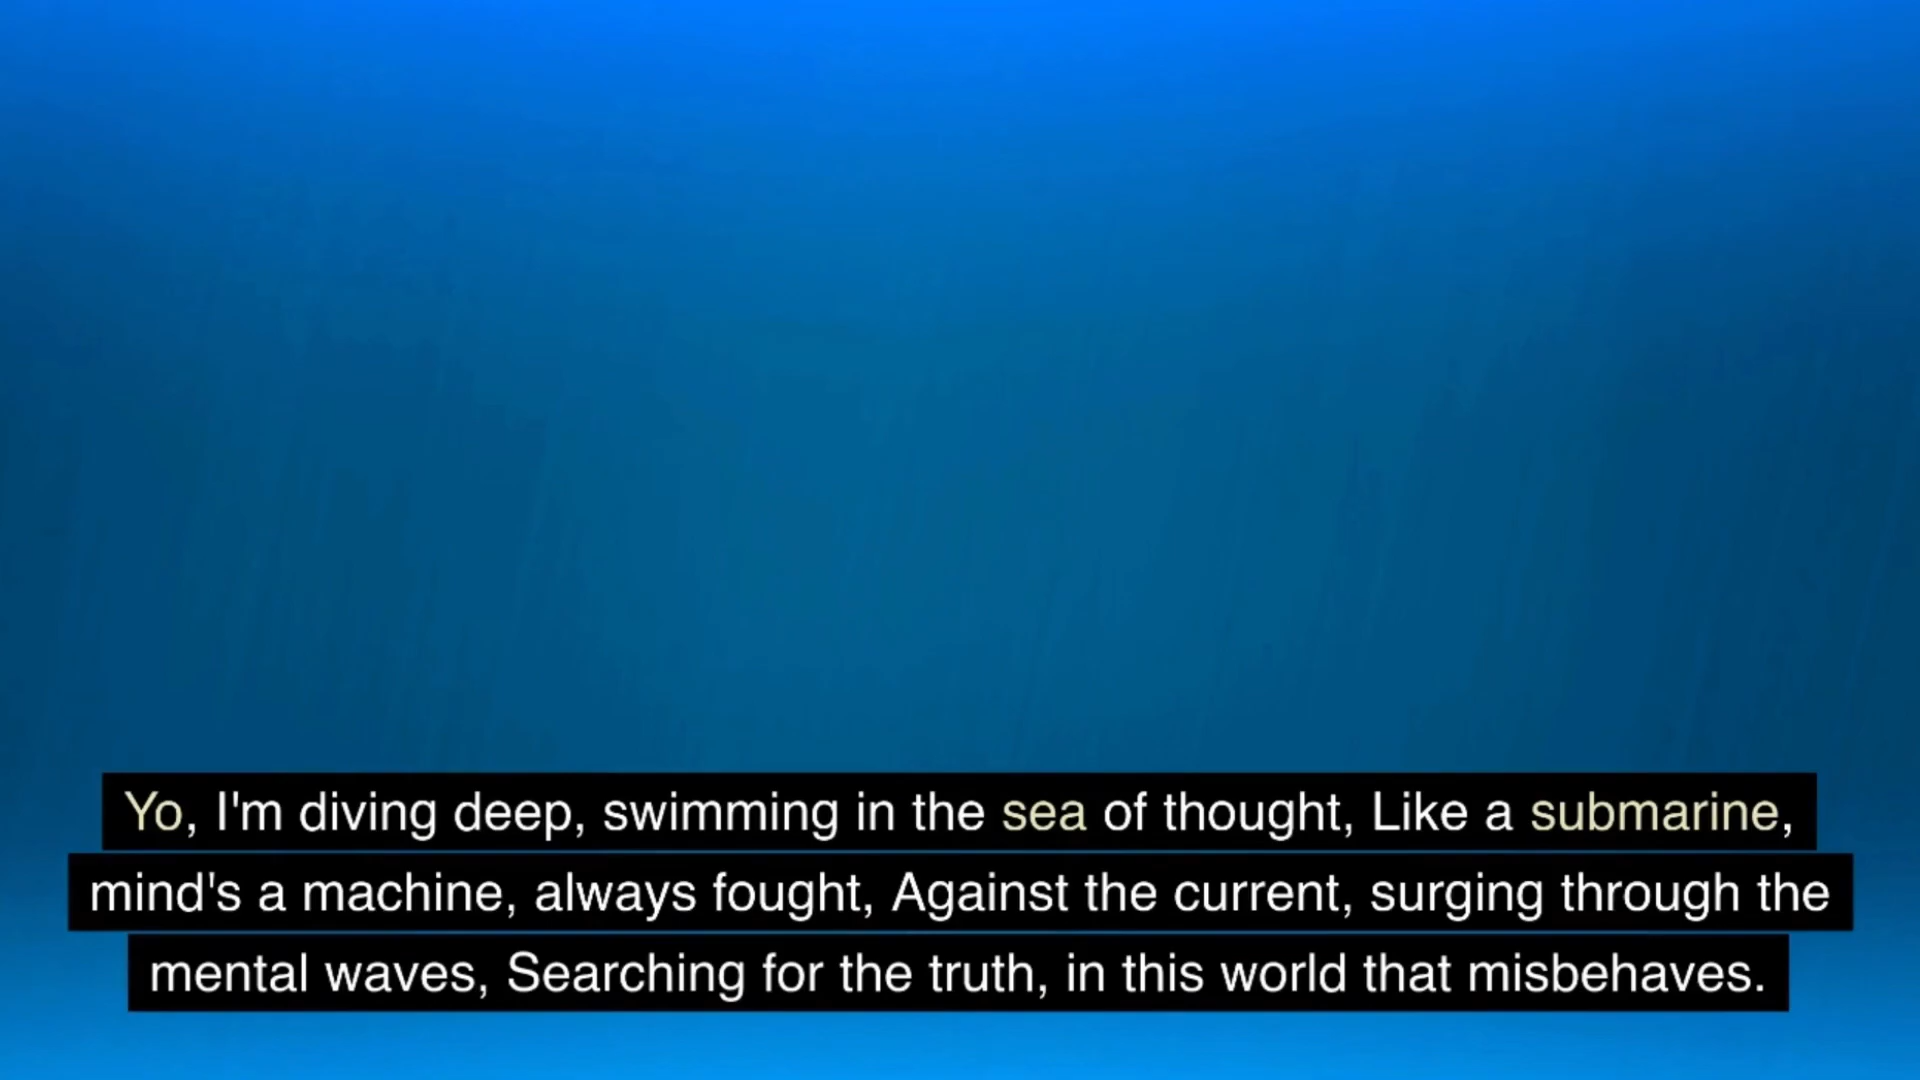 Yo, I'm diving deep, swimming in the sea of thought, Like a submarine,
mind's a machine, always fought, Against the current, surging through the
mental waves, Searching for the truth, in this world that misbehaves.